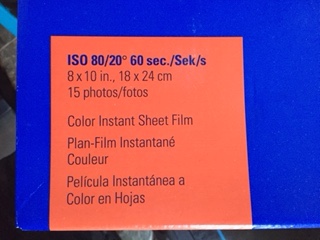 ISO 80/20° 60 sec./Sek/s
8 x 10 in., 18 x 24 cm
15 photos/fotos
Color Instant Sheet Film
Plan-Film Instantané
Couleur
Película Instantánea a
Color en Hojas